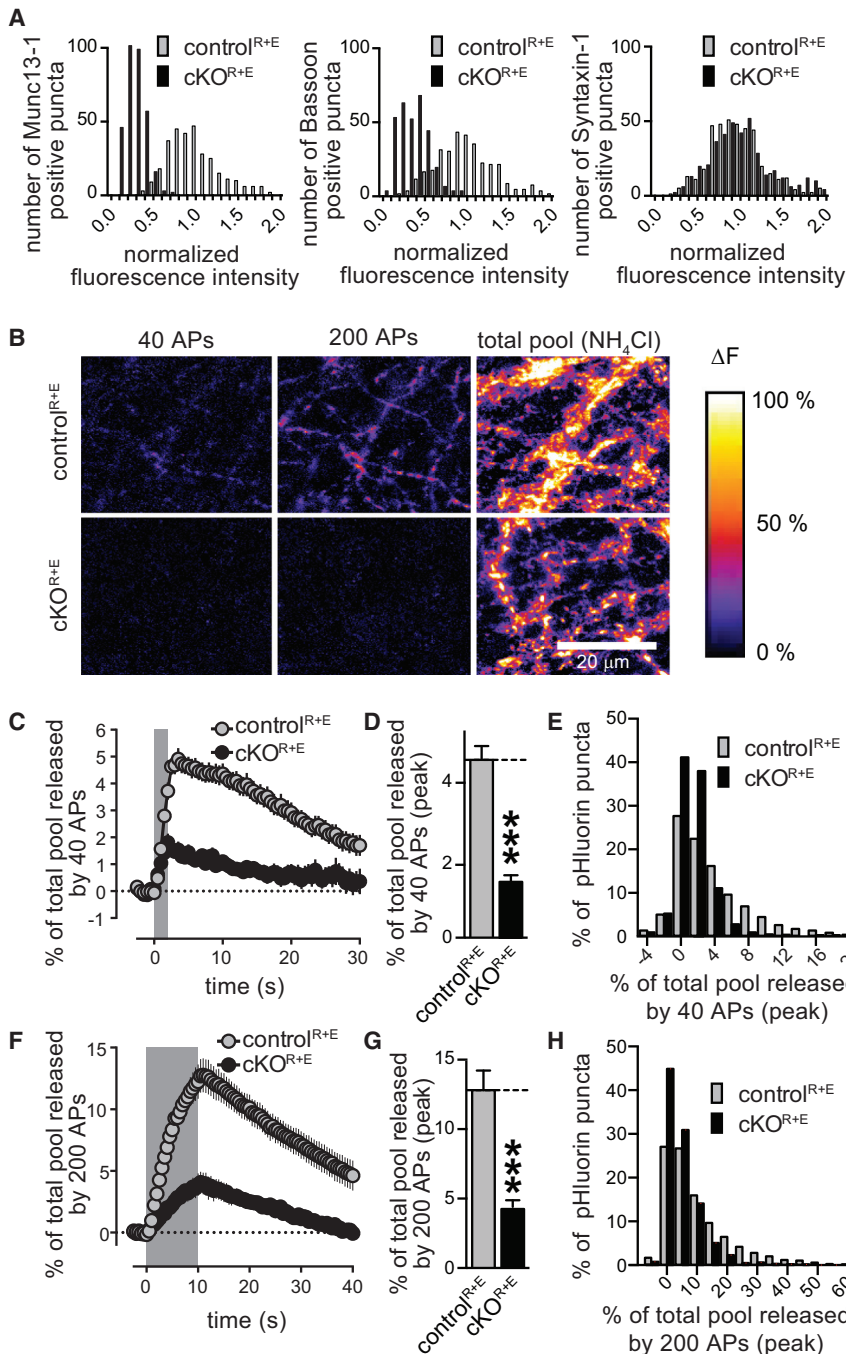 A
number of Munc13-1
positive puncta
100
50
0
0.0
0.5
1.0
1.5
2.0
control^R+E
cKO^R+E
normalized
fluorescence intensity
number of Bassoon
positive puncta
100
50
0
0.0
0.5
1.0
1.5
2.0
control^R+E
cKO^R+E
normalized
fluorescence intensity
number of Syntaxin-1
positive puncta
100
50
0
0.0
0.5
1.0
1.5
2.0
control^R+E
cKO^R+E
normalized
fluorescence intensity
B
40 APs
200 APs
total pool (NH₄Cl)
control^R+E
cKO^R+E
20 μm
ΔF
100 %
50 %
0 %
C
% of total pool released
by 40 APs
6
5
4
3
2
1
0
-1
control^R+E
cKO^R+E
0
10
20
30
time (s)
D
% of total pool released
by 40 APs (peak)
4
2
0
***
control^R+E
cKO^R+E
E
% of pHluorin puncta
50
40
30
20
10
0
control^R+E
cKO^R+E
-4
0
4
8
12
16
% of total pool released
by 40 APs (peak)
F
% of total pool released
by 200 APs
15
10
5
0
control^R+E
cKO^R+E
0
10
20
30
40
time (s)
G
% of total pool released
by 200 APs (peak)
15
10
5
0
***
control^R+E
cKO^R+E
H
% of pHluorin puncta
50
40
30
20
10
0
control^R+E
cKO^R+E
0
10
20
30
40
50
60
% of total pool released
by 200 APs (peak)